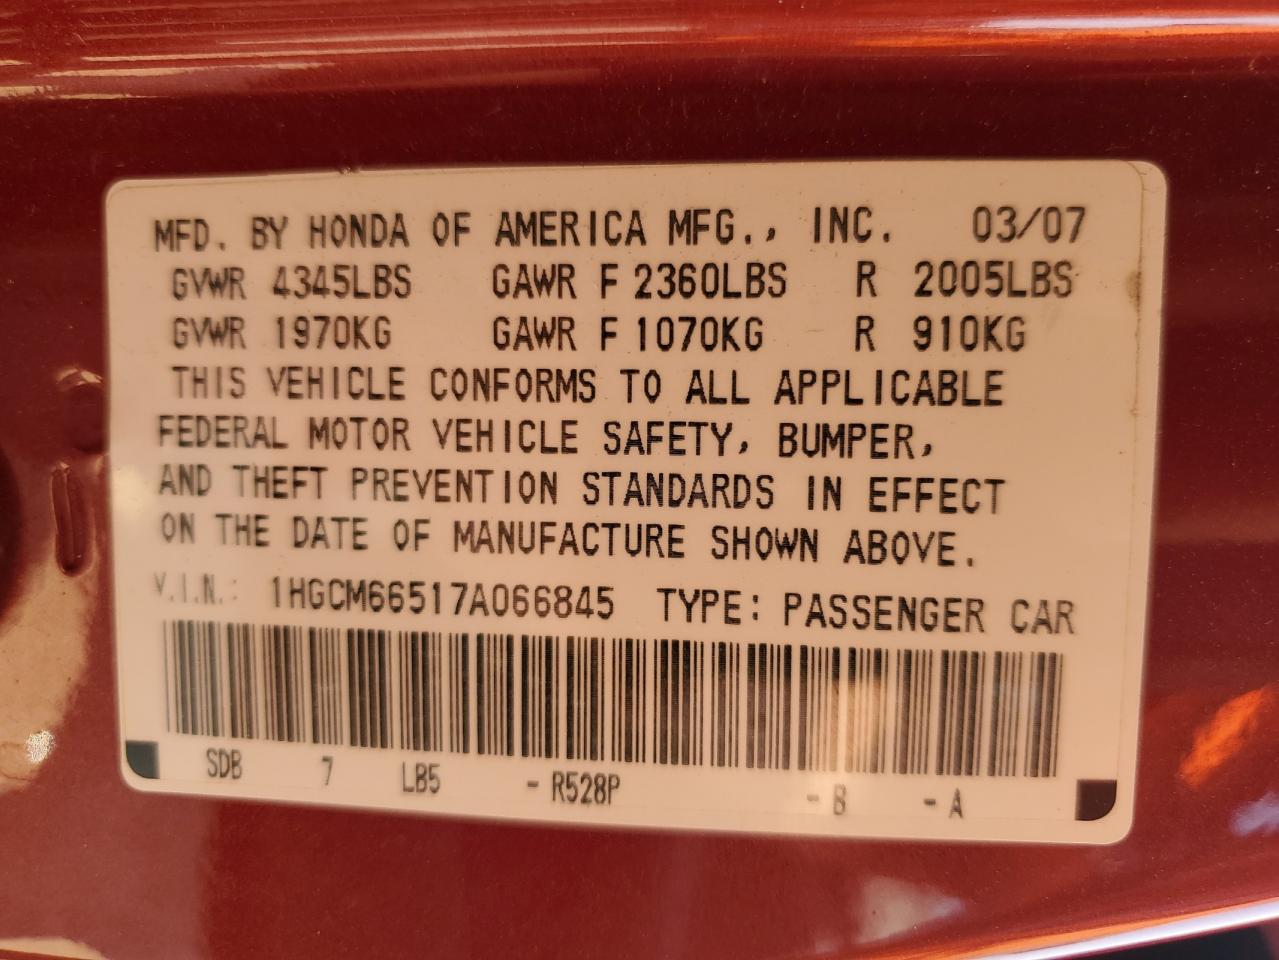 MFD. BY HONDA OF AMERICA MFG., INC. 03/07
GVWR 4345LBS GAWR F 2360LBS R 2005LBS
GVWR 1970KG GAWR F 1070KG R 910KG
THIS VEHICLE CONFORMS TO ALL APPLICABLE
FEDERAL MOTOR VEHICLE SAFETY, BUMPER,
AND THEFT PREVENTION STANDARDS IN EFFECT
ON THE DATE OF MANUFACTURE SHOWN ABOVE.
V.I.N.: 1HGCM66517A066845 TYPE: PASSENGER CAR
SDB 7 LB5 - R528P - B - A